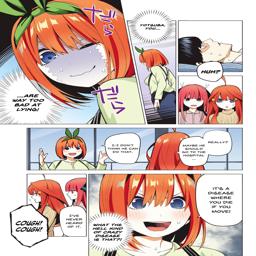 YOTSUBA,
YOU...
...ARE
WAY TOO
BAD AT
LYING!
HUH?
REALLY?
MAYBE HE
SHOULD GO
TO THE
HOSPITAL
I-I DON'T
THINK HE CAN
DO THAT.
IT'S A
DISEASE
WHERE
YOU DIE
IF YOU
MOVE!
WHAT THE
HELL KIND OF
CRAZY
DISEASE
IS THAT?!
I'VE
NEVER
HEARD
OF IT.
COUGH!
COUGH!